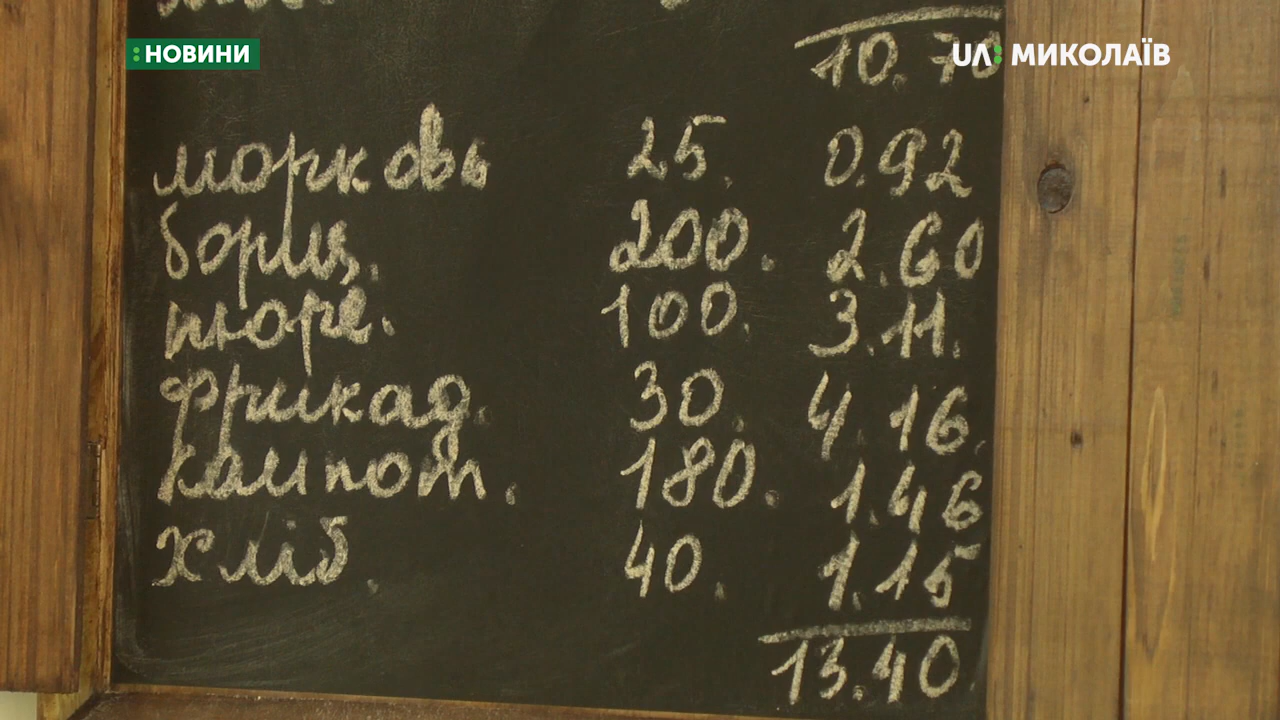 : НОВИНИ
UA: МИКОЛАЇВ
10.70
морковь 25. 0.92
борщ. 200. 2.60
пюре. 100. 3.11.
фрикад. 30. 4.16.
компот. 180. 1.46
хліб. 40. 1.15
13.40